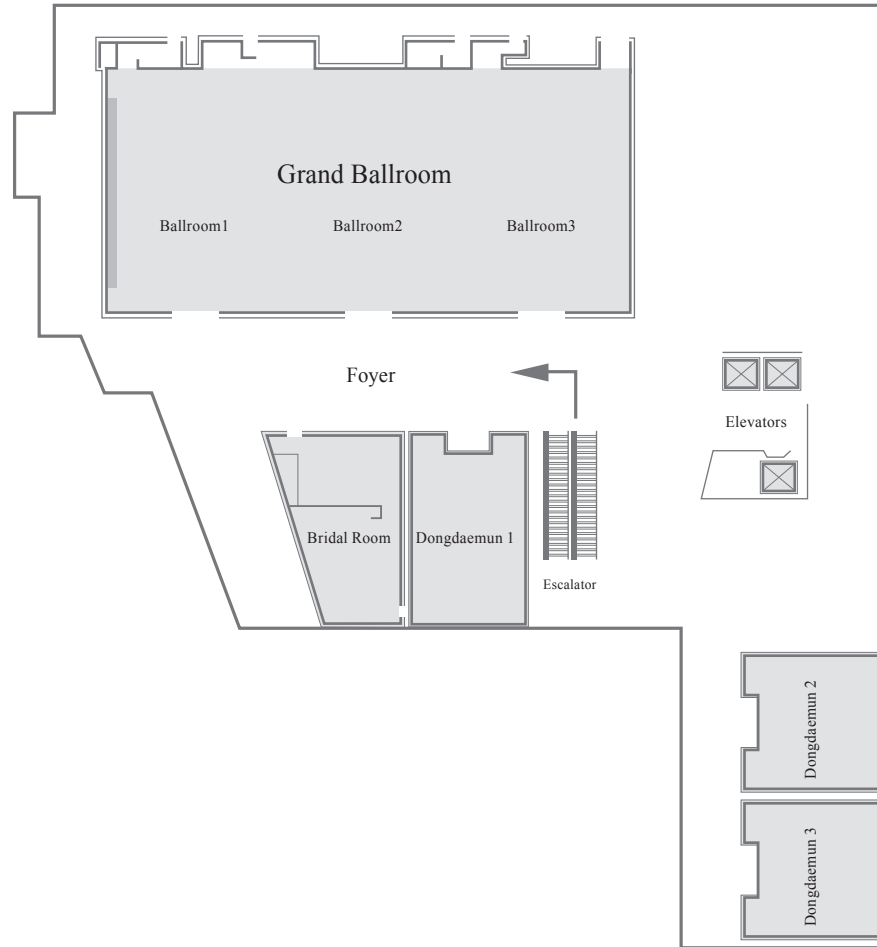 Grand Ballroom
Ballroom1
Ballroom2
Ballroom3
Foyer
Elevators
Bridal Room
Dongdaemun 1
Escalator
Dongdaemun 2
Dongdaemun 3